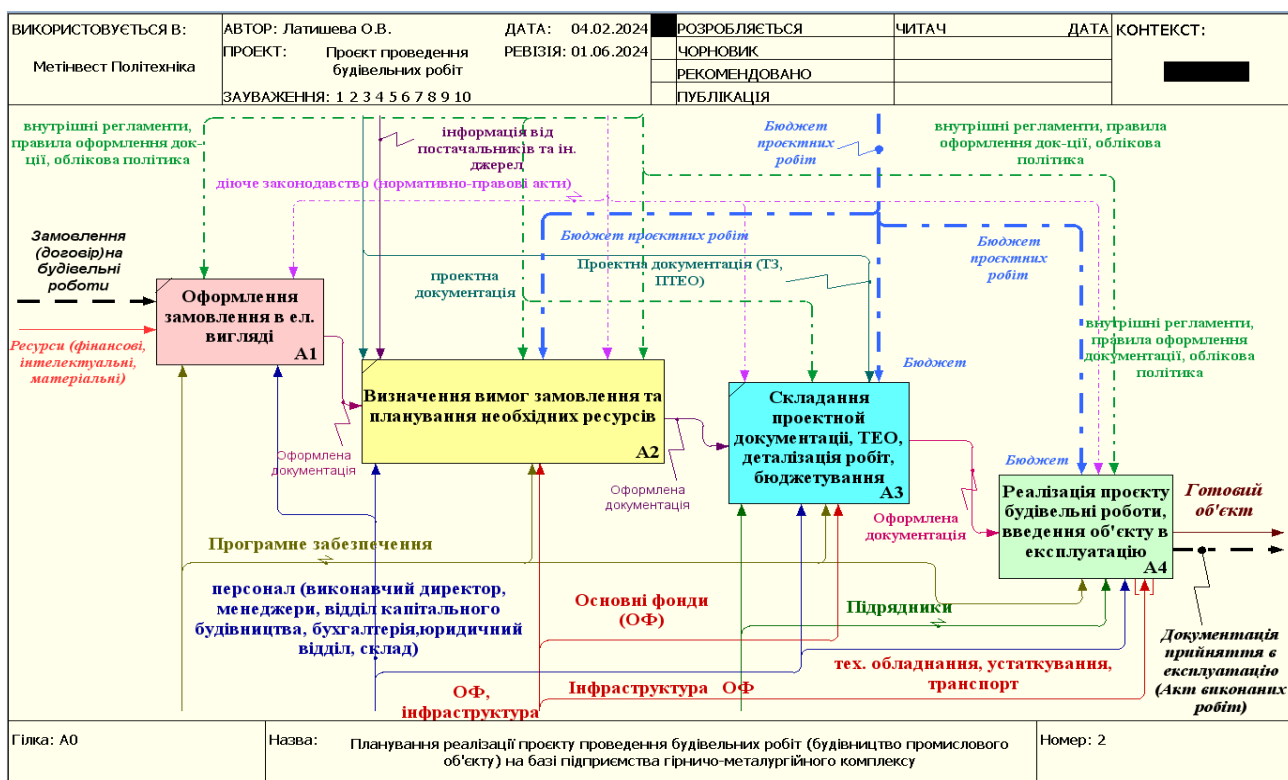 ВИКОРИСТОВУЄТЬСЯ В:
Метінвест Політехніка
АВТОР: Латишева О.В.
ДАТА: 04.02.2024
ПРОЕКТ: Проєкт проведення
будівельних робіт
РЕВІЗІЯ: 01.06.2024
ЗАУВАЖЕННЯ: 1 2 3 4 5 6 7 8 9 10
РОЗРОБЛЯЄТЬСЯ
ЧОРНОВИК
РЕКОМЕНДОВАНО
ПУБЛІКАЦІЯ
ЧИТАЧ
ДАТА
КОНТЕКСТ:
внутрішні регламенти,
правила оформлення док-
ції, облікова політика
інформація від
постачальників та ін.
джерел
Бюджет
проєктних
робіт
внутрішні регламенти, правила
оформлення док-ції, облікова
політика
діюче законодавство (нормативно-правові акти)
Замовлення
(договір)на
будівельні
роботи
Бюджет проєктних робіт
Бюджет
проєктних
робіт
проектна
документація
Проектна документація (ТЗ,
ПТЕО)
Оформлення
замовлення в ел.
вигляді
A1
Ресурси (фінансові,
інтелектуальні,
матеріальні)
внутрішні регламенти,
правила оформлення
документації, облікова
політика
Бюджет
Визначення вимог замовлення та
планування необхідних ресурсів
A2
Складання
проектной
документації, ТЕО,
деталізація робіт,
бюджетування
A3
Оформлена
документація
Бюджет
Оформлена
документація
Реалізація проєкту
будівельні роботи,
введення об'єкту в
експлуатацію
A4
Готовий
об'єкт
Оформлена
документація
Програмне забезпечення
персонал (виконавчий директор,
менеджери, відділ капітального
будівництва, бухгалтерія,юридичний
відділ, склад)
Основні фонди
(ОФ)
Підрядники
Документація
прийняття в
експлуатацію
(Акт виконаних
робіт)
тех. обладнання, устаткування,
транспорт
ОФ,
інфраструктура
Інфраструктура ОФ
Гілка: A0
Назва: Планування реалізації проєкту проведення будівельних робіт (будівництво промислового
об'єкту) на базі підприємства гірничо-металургійного комплексу
Номер: 2